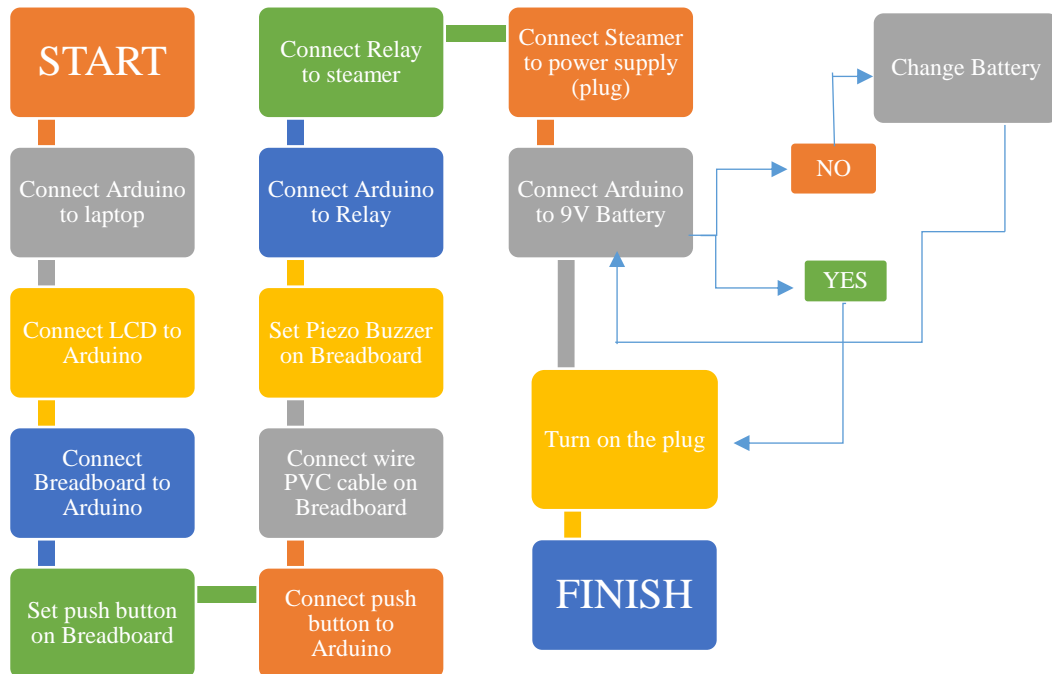 START
Connect Arduino
to laptop
Connect LCD to
Arduino
Connect
Breadboard to
Arduino
Set push button
on Breadboard
Connect push
button to
Arduino
Connect wire
PVC cable on
Breadboard
Set Piezo Buzzer
on Breadboard
Connect Arduino
to Relay
Connect Relay
to steamer
Connect Steamer
to power supply
(plug)
Connect Arduino
to 9V Battery
NO
Change Battery
YES
Turn on the plug
FINISH